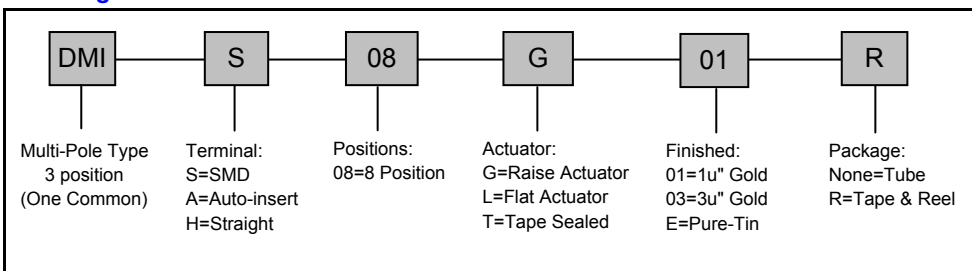 DMI S 08 G 01 R
Multi-Pole Type
3 position
(One Common)
Terminal:
S=SMD
A=Auto-insert
H=Straight
Positions:
08=8 Position
Actuator:
G=Raise Actuator
L=Flat Actuator
T=Tape Sealed
Finished:
01=1u" Gold
03=3u" Gold
E=Pure-Tin
Package:
None=Tube
R=Tape & Reel